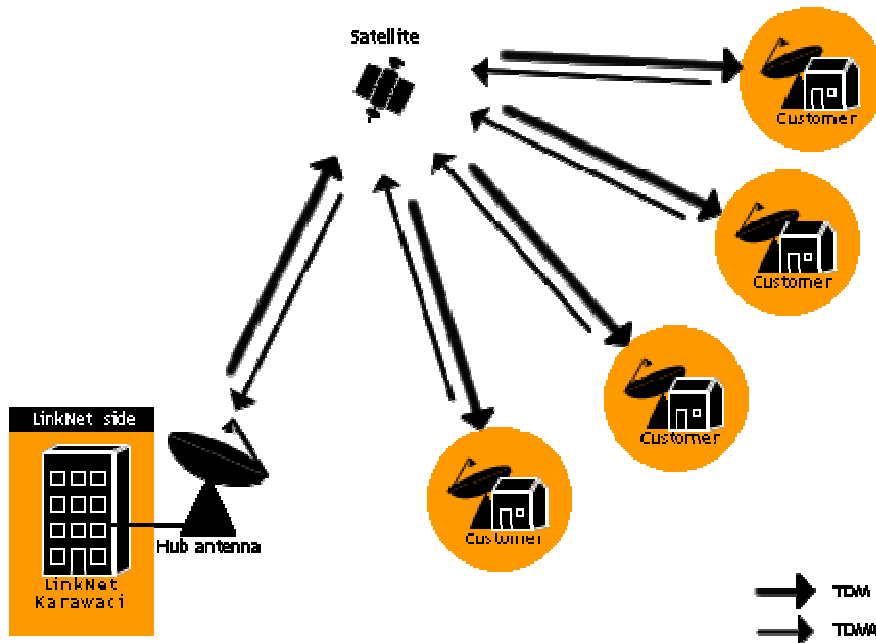 Satellite
Customer
Customer
Customer
Customer
LinkNet side
Hub antenna
LinkNet
Karawaci
TDM
TDMA